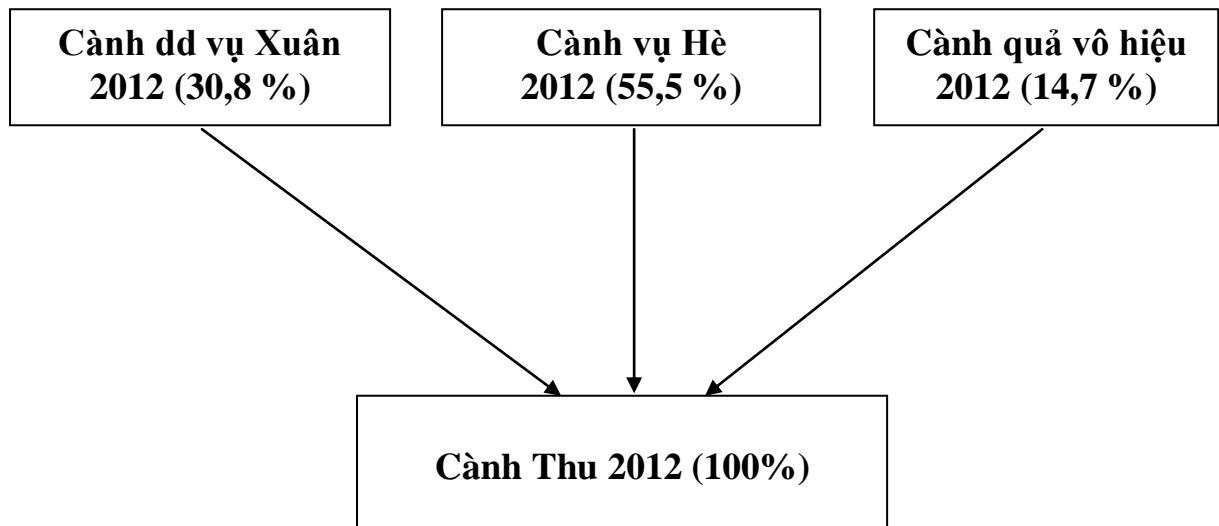 Cành dd vụ Xuân
2012 (30,8 %)
Cành vụ Hè
2012 (55,5 %)
Cành quả vô hiệu
2012 (14,7 %)
Cành Thu 2012 (100%)